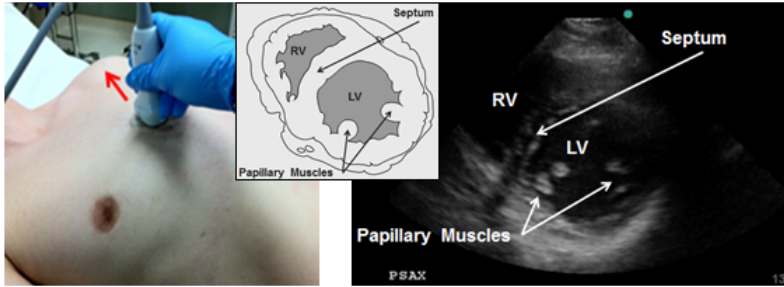 Septum
RV
LV
Papillary Muscles
Septum
RV
LV
Papillary Muscles
PSAX
13